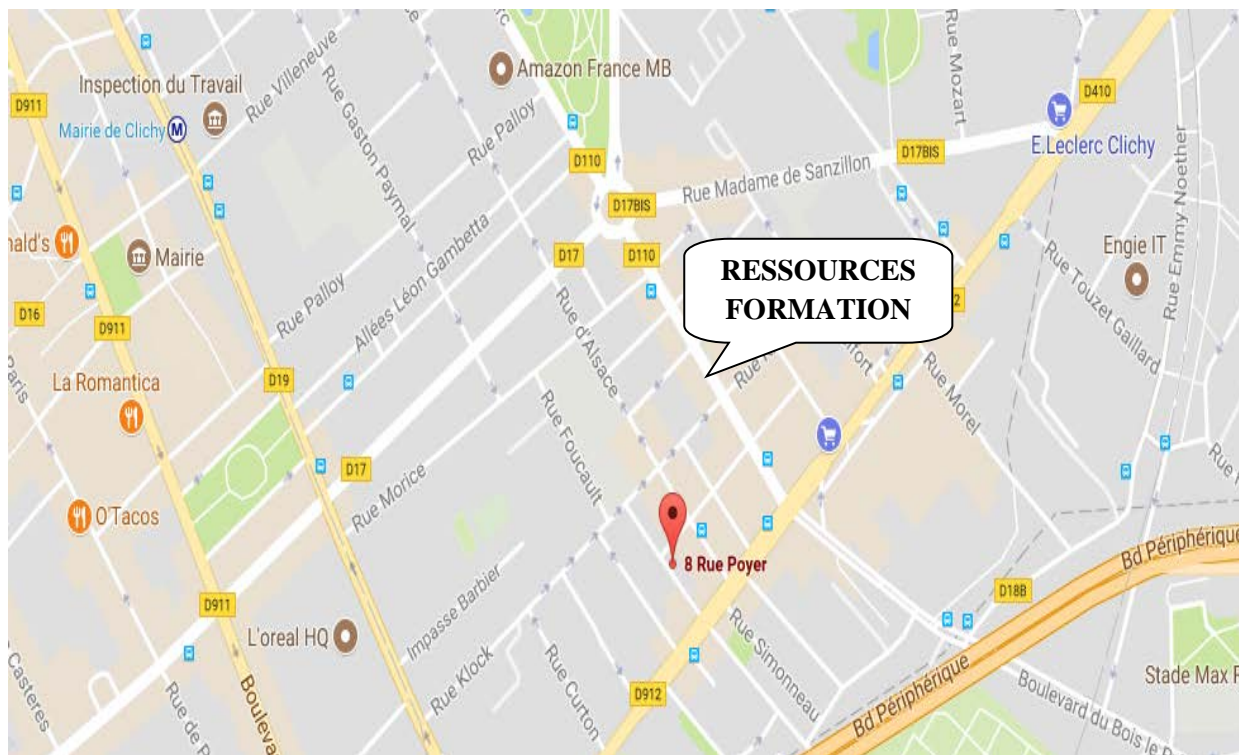 Amazon France MB
Rue Villeneuve
Inspection du Travail
D911
Mairie de Clichy
M
Rue Gaston Paymal
Rue Palloy
D110
Rue Mozart
D410
E.Leclerc Clichy
D17BIS
Rue Madame de Sanzillon
D17BIS
Rue Emmy Noether
Mairie
Allées Léon Gambetta
D17
D110
RESSOURCES
FORMATION
Engie IT
Rue Touzet Gaillard
D16
D911
Rue Palloy
Rue d'Alsace
La Romantica
D19
Rue Foucault
Rue Morel
D17
Rue Morice
O'Tacos
8 Rue Poyer
Bd Périphérique
D911
Impasse Barbier
D18B
L'oreal HQ
Rue Klock
Rue Simonneau
Rue Curton
D912
Bd Périphérique
Stade Max
Boulevard du Bois le
Casteres
Rue de